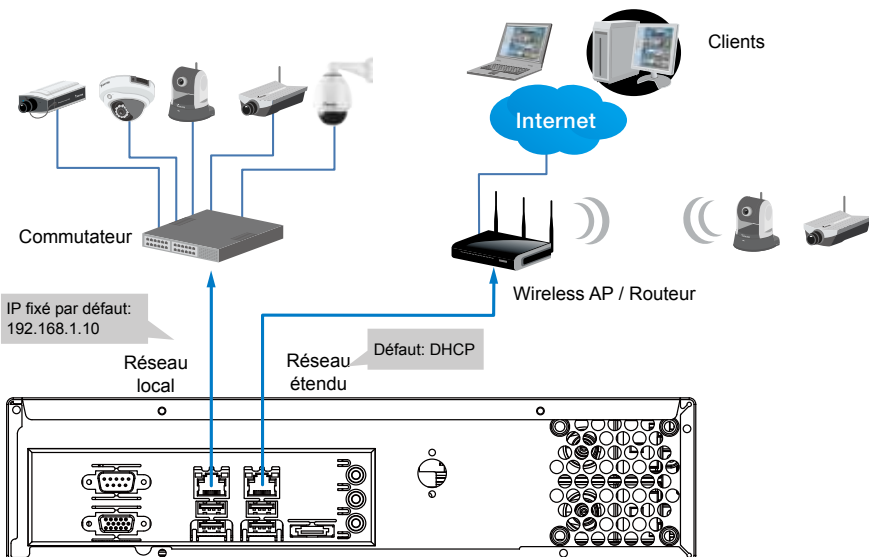 Clients
Internet
Commutateur
Wireless AP / Routeur
IP fixé par défaut:
192.168.1.10
Réseau
local
Réseau
étendu
Défaut: DHCP